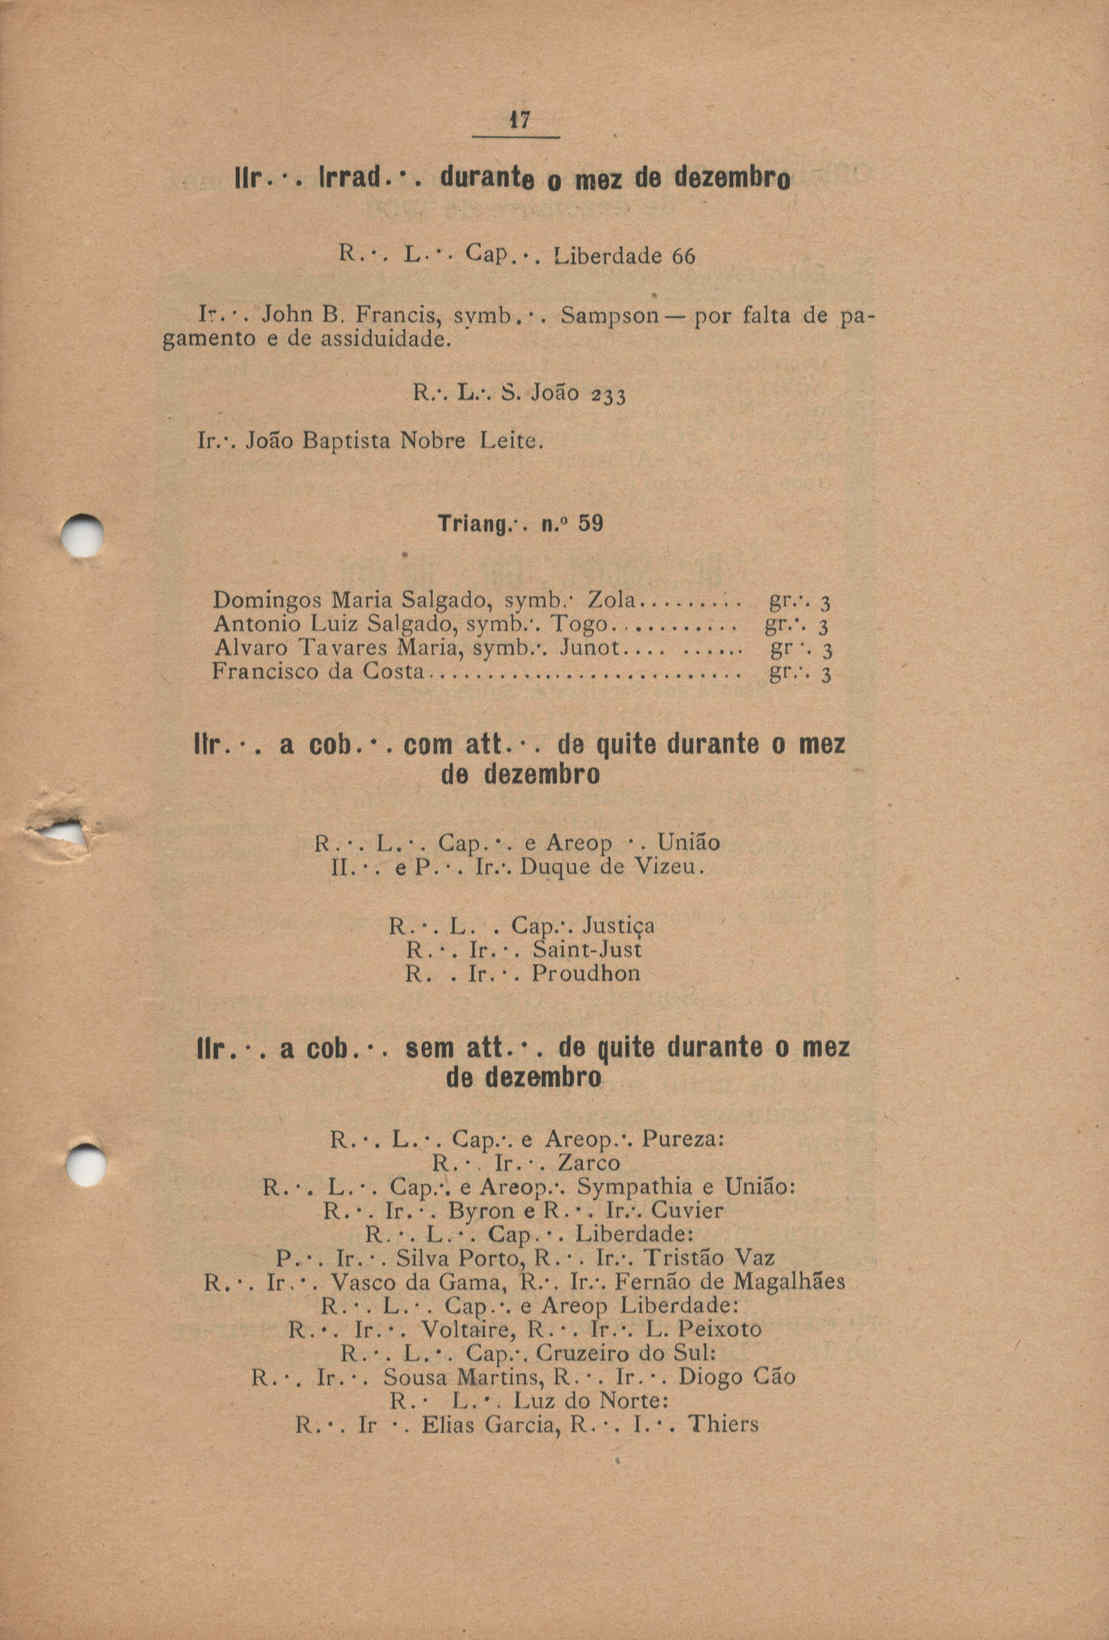 17
IIr.·. Irrad.·. durante o mez de dezembro
R.·. L.·. Cap.·. Liberdade 66
Ir.·. John B. Francis, symb.·. Sampson — por falta de pa-
gamento e de assiduidade.
R.·. L.·. S. João 233
Ir.·. João Baptista Nobre Leite.
Triang.·. n.º 59
Domingos Maria Salgado, symb.· Zola......... gr.·. 3
Antonio Luiz Salgado, symb.·. Togo........... gr.·. 3
Alvaro Tavares Maria, symb.·. Junot.... ...... gr ·. 3
Francisco da Costa........................... gr.·. 3
IIr.·. a cob.·. com att.·. de quite durante o mez
de dezembro
R.·. L.·. Cap.·. e Areop ·. União
II.·. e P.·. Ir.·. Duque de Vizeu.
R.·. L. . Cap.·. Justiça
R.·. Ir.·. Saint-Just
R. . Ir.·. Proudhon
IIr.·. a cob.·. sem att.·. de quite durante o mez
de dezembro
R.·. L.·. Cap.·. e Areop.·. Pureza:
R.·. Ir.·. Zarco
R.·. L.·. Cap.·. e Areop.·. Sympathia e União:
R.·. Ir.·. Byron e R.·. Ir.·. Cuvier
R.·. L.·. Cap.·. Liberdade:
P.·. Ir.·. Silva Porto, R.·. Ir.·. Tristão Vaz
R.·. Ir.·. Vasco da Gama, R.·. Ir.·. Fernão de Magalhães
R.·. L.·. Cap.·. e Areop Liberdade:
R.·. Ir.·. Voltaire, R.·. Ir.·. L. Peixoto
R.·. L.·. Cap.·. Cruzeiro do Sul:
R.·. Ir.·. Sousa Martins, R.·. Ir.·. Diogo Cão
R.· L.·. Luz do Norte:
R.·. Ir ·. Elias Garcia, R.·. I.·. Thiers